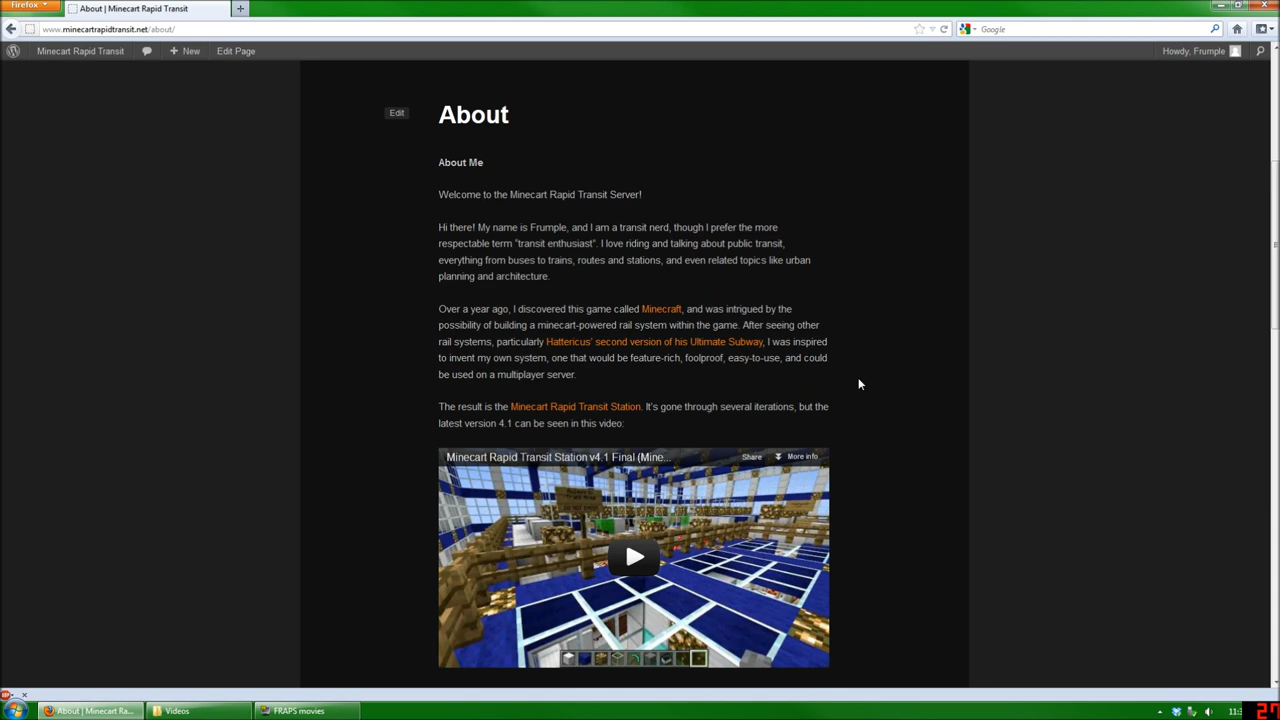 Firefox
About | Minecart Rapid Transit
www.minecartrapidtransit.net/about/
Google
Minecart Rapid Transit
New
Edit Page
Howdy, Frumple
Edit
About
About Me
Welcome to the Minecart Rapid Transit Server!
Hi there! My name is Frumple, and I am a transit nerd, though I prefer the more
respectable term "transit enthusiast". I love riding and talking about public transit,
everything from buses to trains, routes and stations, and even related topics like urban
planning and architecture.
Over a year ago, I discovered this game called Minecraft, and was intrigued by the
possibility of building a minecart-powered rail system within the game. After seeing other
rail systems, particularly Hattericus' second version of his Ultimate Subway, I was inspired
to invent my own system, one that would be feature-rich, foolproof, easy-to-use, and could
be used on a multiplayer server.
The result is the Minecart Rapid Transit Station. It's gone through several iterations, but the
latest version 4.1 can be seen in this video:
Minecart Rapid Transit Station v4.1 Final (Mine...
Share
More info
About | Minecart Ra...
Videos
FRAPS movies